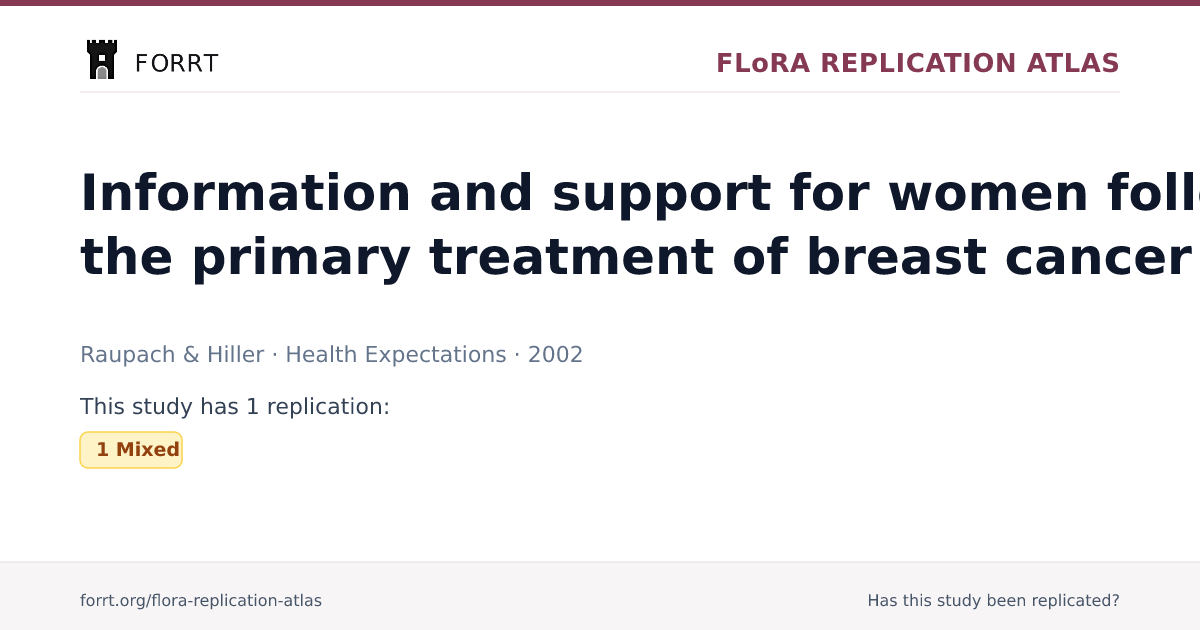 FORRT
FLoRA REPLICATION ATLAS
Information and support for women
the primary treatment of breast cancer
Raupach & Hiller · Health Expectations · 2002
This study has 1 replication:
1 Mixed
forrt.org/flora-replication-atlas
Has this study been replicated?